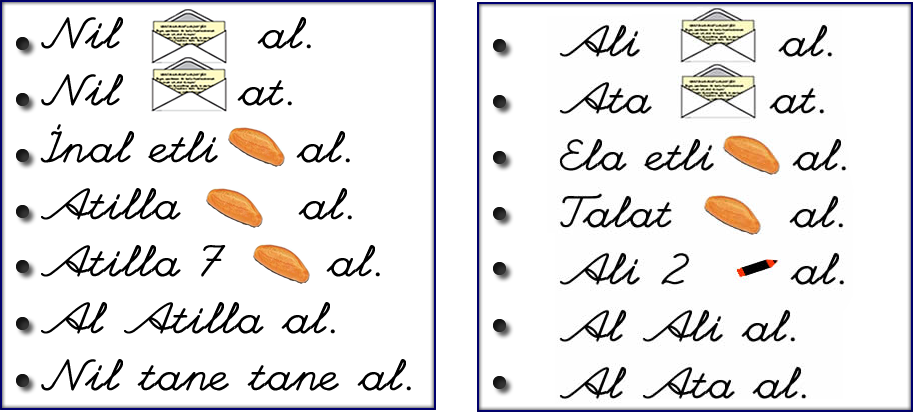 Nil al.
Nil at.
İnal etli al.
Atilla al.
Atilla 7 al.
Al Atilla al.
Nil tane tane al.
Ali al.
Ata at.
Ela etli al.
Talat al.
Ali 2 al.
Al Ali al.
Al Ata al.